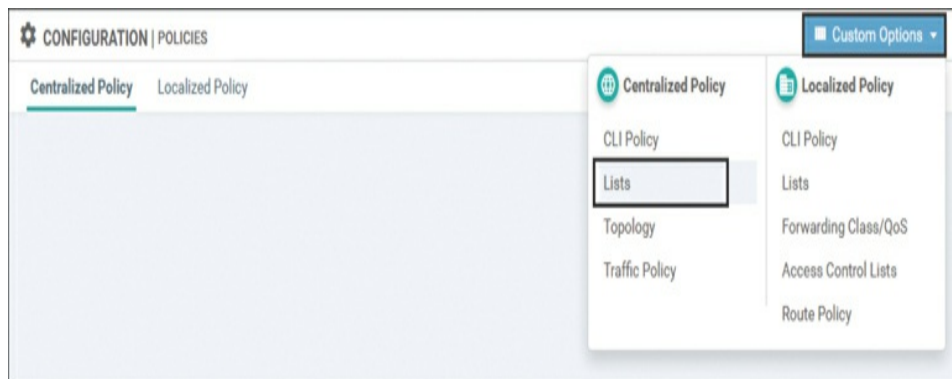 CONFIGURATION | POLICIES
Custom Options
Centralized Policy
Localized Policy
Centralized Policy
CLI Policy
Lists
Topology
Traffic Policy
Localized Policy
CLI Policy
Lists
Forwarding Class/QoS
Access Control Lists
Route Policy